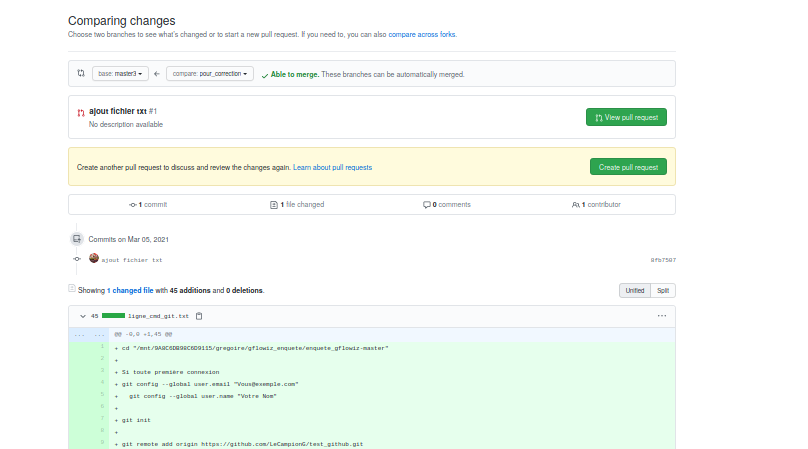 Comparing changes
Choose two branches to see what's changed or to start a new pull request. If you need to, you can also compare across forks.
base: master3 compare: pour_correction Able to merge. These branches can be automatically merged.
ajout fichier txt #1
No description available
View pull request
Create another pull request to discuss and review the changes again. Learn about pull requests
Create pull request
1 commit 1 file changed 0 comments 1 contributor
Commits on Mar 05, 2021
ajout fichier txt 9fb7507
Showing 1 changed file with 45 additions and 0 deletions.
Unified Split
45 ligne_cmd_git.txt
... ... @@ -0,0 +1,45 @@
1 + cd "/mnt/9A8C6DB98C6D9115/gregoire/gflowiz_enquete/enquete_gflowiz-master"
2 +
3 + Si toute première connexion
4 + git config --global user.email "Vous@exemple.com"
5 + git config --global user.name "Votre Nom"
6 +
7 + git init
8 +
9 + git remote add origin https://github.com/LeCampionG/test_github.git